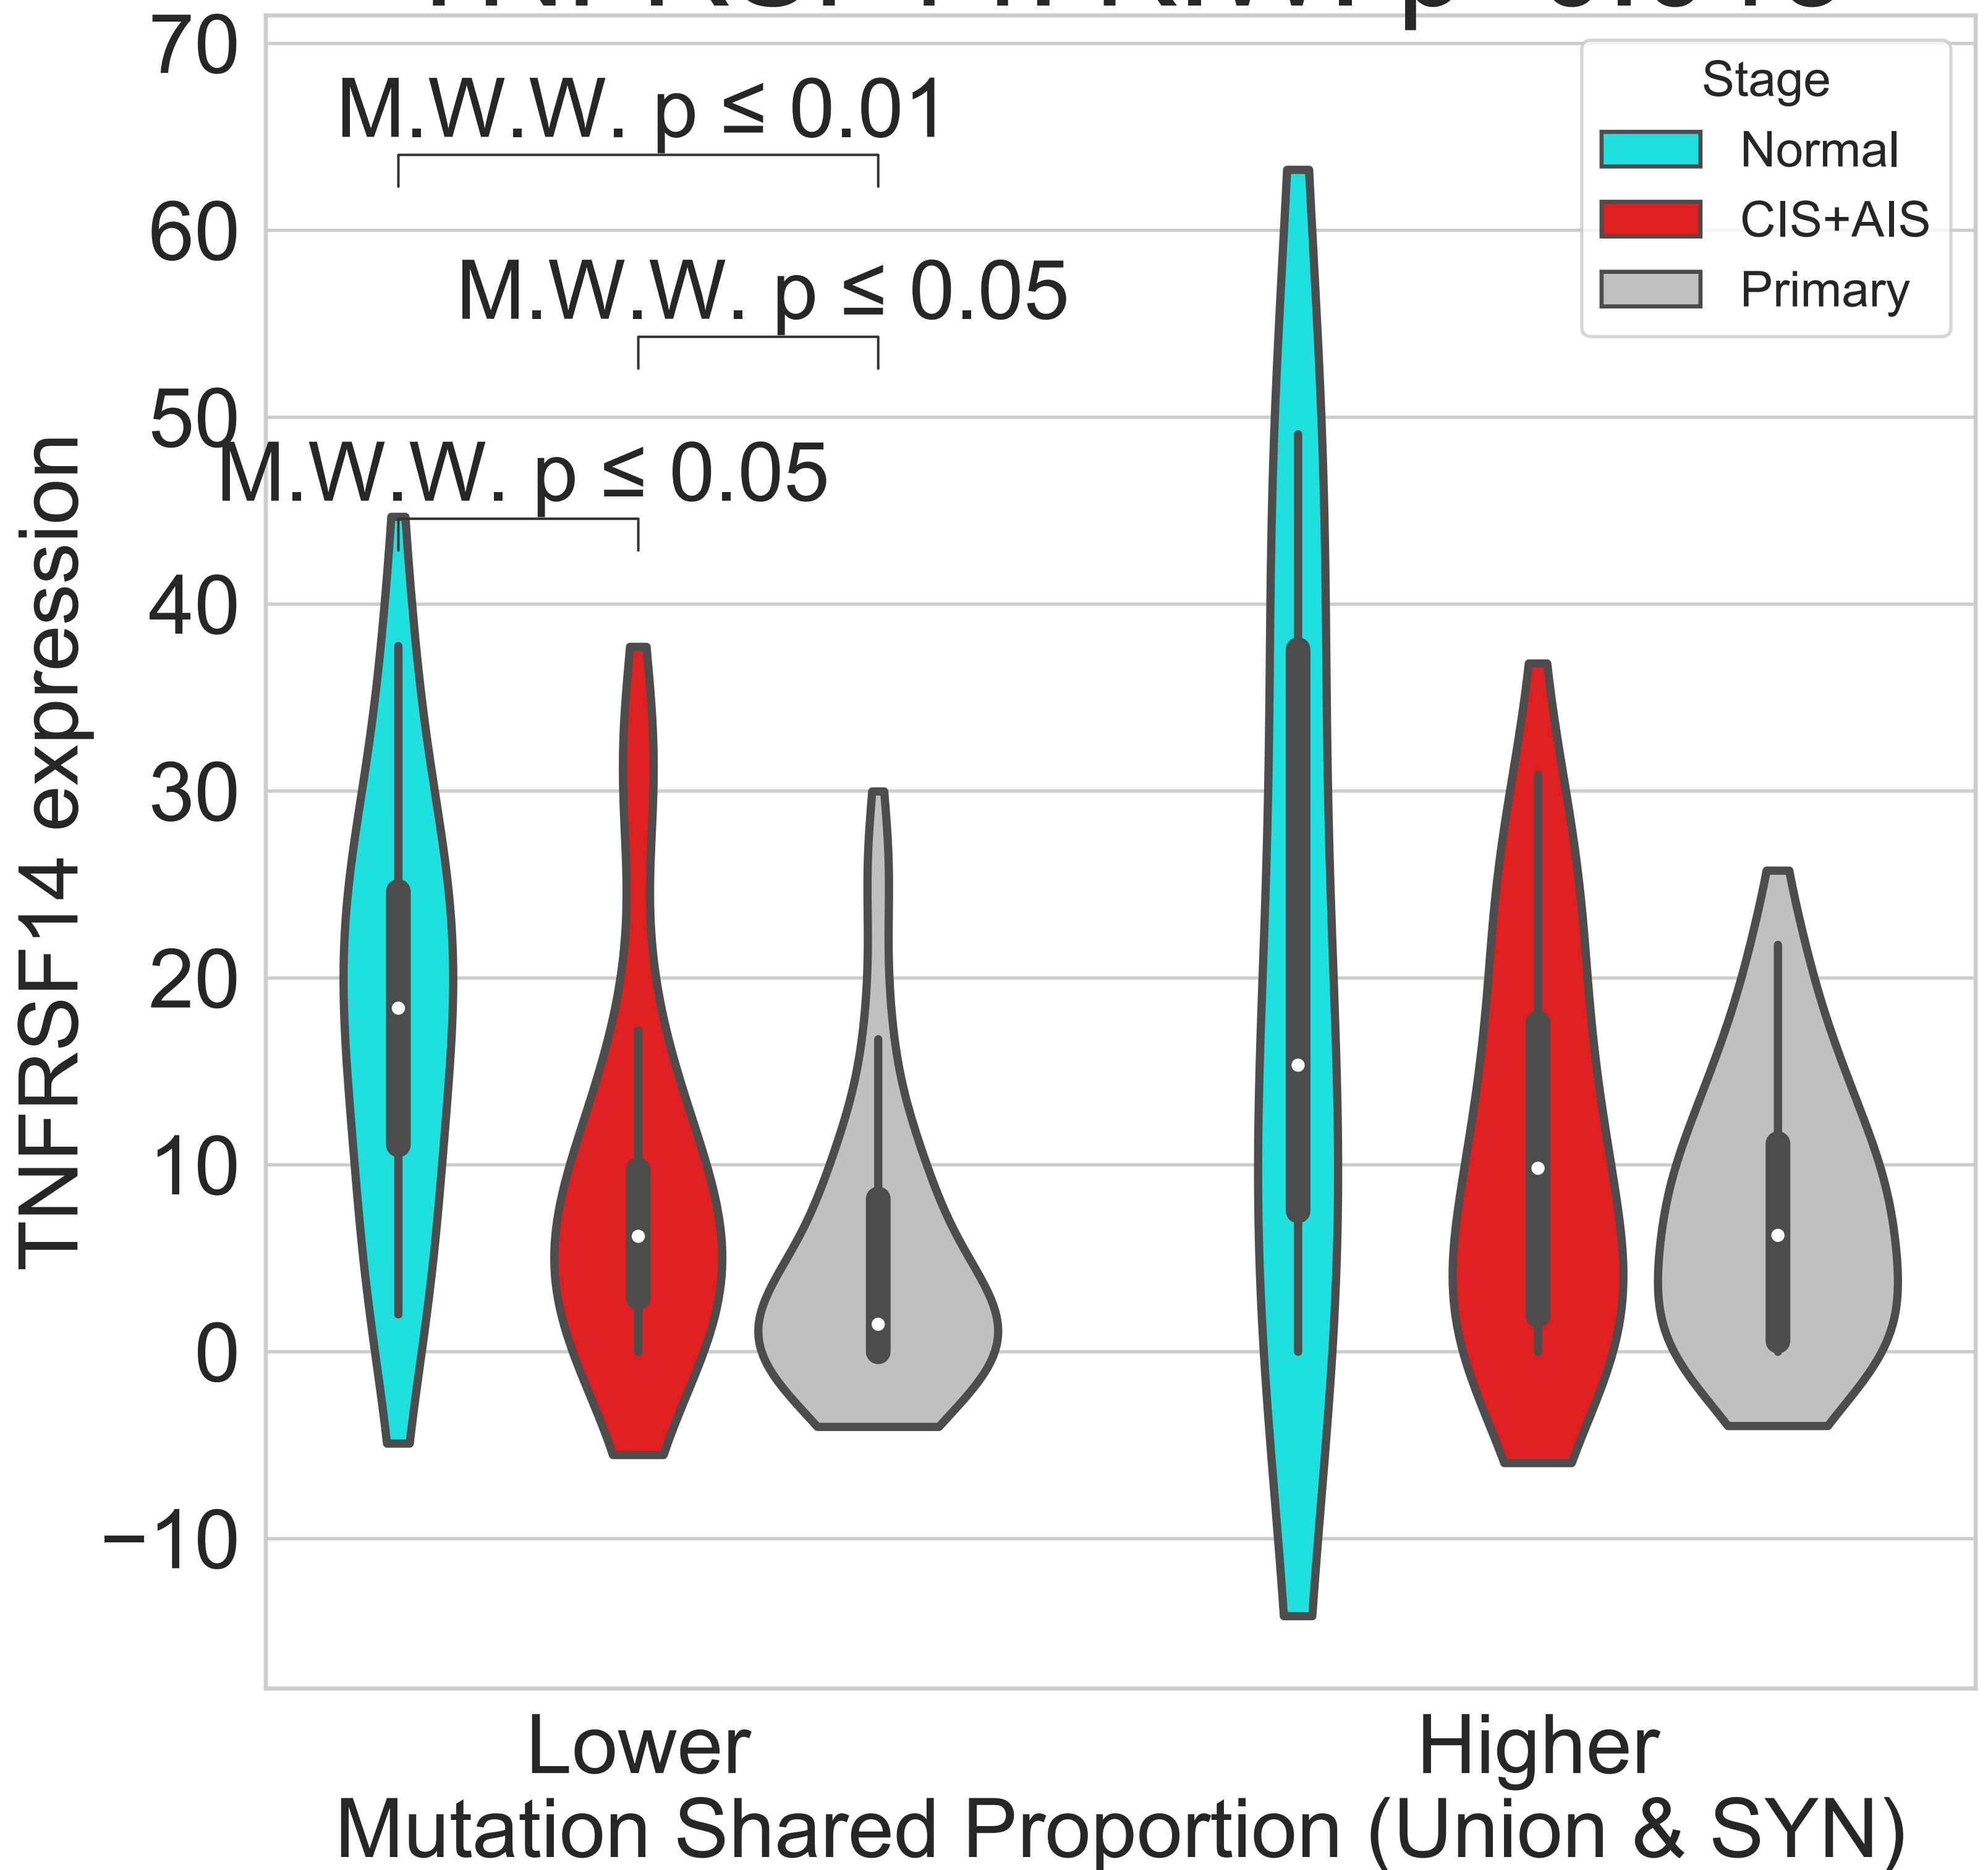 70
60
50
40
30
20
10
0
−10
TNFRSF14 expression
M.W.W. p ≤ 0.01
M.W.W. p ≤ 0.05
M.W.W. p ≤ 0.05
Stage
Normal
CIS+AIS
Primary
Lower
Higher
Mutation Shared Proportion (Union & SYN)